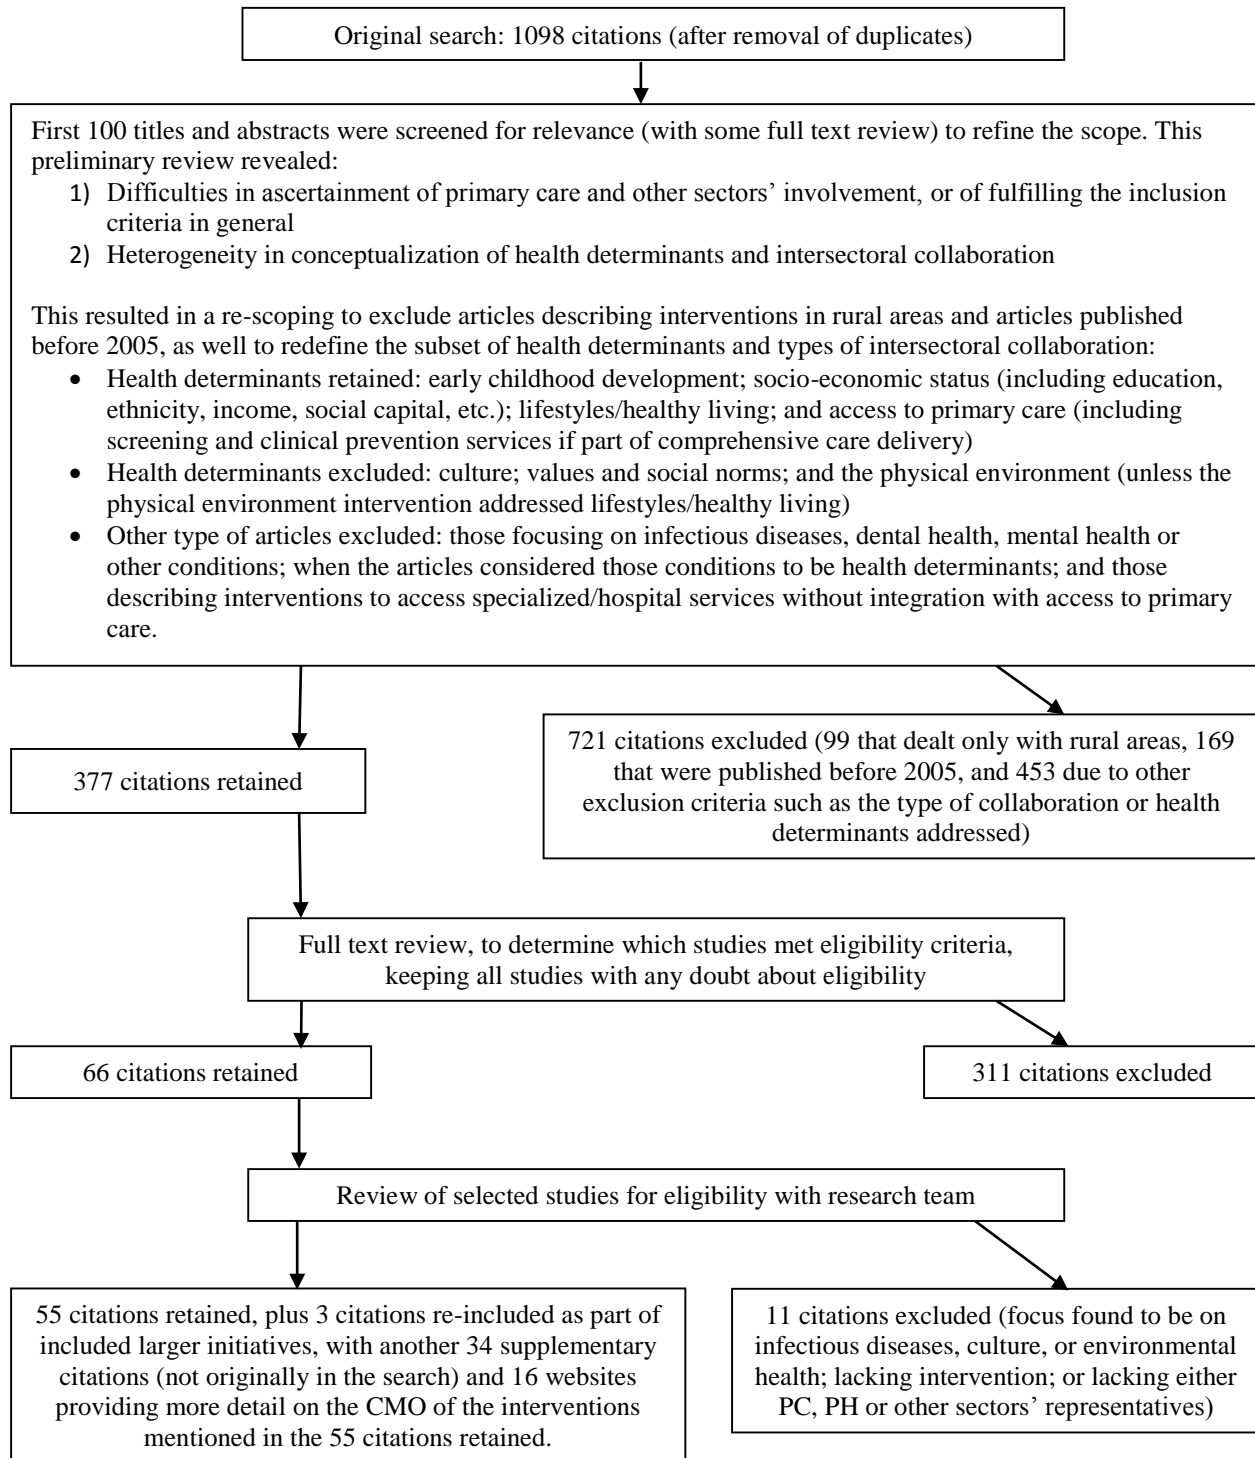 Original search: 1098 citations (after removal of duplicates)
First 100 titles and abstracts were screened for relevance (with some full text review) to refine the scope. This
preliminary review revealed:
1) Difficulties in ascertainment of primary care and other sectors’ involvement, or of fulfilling the inclusion
criteria in general
2) Heterogeneity in conceptualization of health determinants and intersectoral collaboration
This resulted in a re-scoping to exclude articles describing interventions in rural areas and articles published
before 2005, as well to redefine the subset of health determinants and types of intersectoral collaboration:
• Health determinants retained: early childhood development; socio-economic status (including education,
ethnicity, income, social capital, etc.); lifestyles/healthy living; and access to primary care (including
screening and clinical prevention services if part of comprehensive care delivery)
• Health determinants excluded: culture; values and social norms; and the physical environment (unless the
physical environment intervention addressed lifestyles/healthy living)
• Other type of articles excluded: those focusing on infectious diseases, dental health, mental health or
other conditions; when the articles considered those conditions to be health determinants; and those
describing interventions to access specialized/hospital services without integration with access to primary
care.
377 citations retained
721 citations excluded (99 that dealt only with rural areas, 169
that were published before 2005, and 453 due to other
exclusion criteria such as the type of collaboration or health
determinants addressed)
Full text review, to determine which studies met eligibility criteria,
keeping all studies with any doubt about eligibility
66 citations retained
311 citations excluded
Review of selected studies for eligibility with research team
55 citations retained, plus 3 citations re-included as part of
included larger initiatives, with another 34 supplementary
citations (not originally in the search) and 16 websites
providing more detail on the CMO of the interventions
mentioned in the 55 citations retained.
11 citations excluded (focus found to be on
infectious diseases, culture, or environmental
health; lacking intervention; or lacking either
PC, PH or other sectors’ representatives)